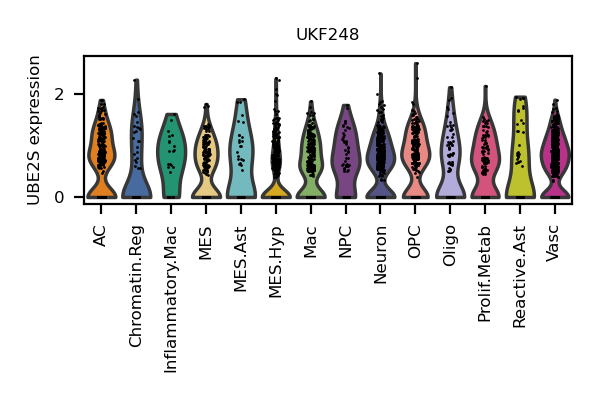 UKF248
UBE2S expression
2
0
AC
Chromatin.Reg
Inflammatory.Mac
MES
MES.Ast
MES.Hyp
Mac
NPC
Neuron
OPC
Oligo
Prolif.Metab
Reactive.Ast
Vasc